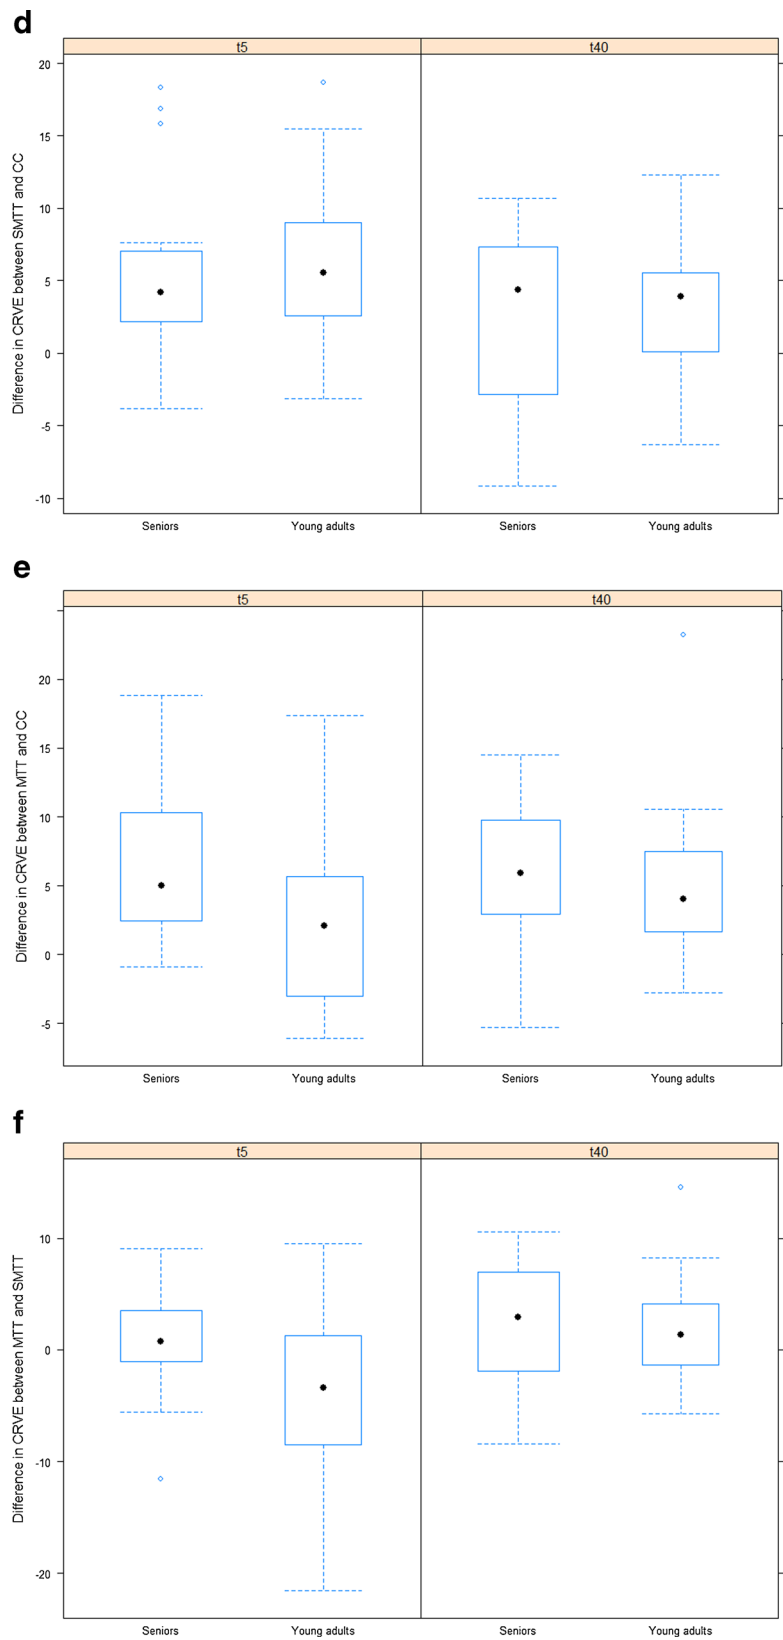 d
t5 t40
Difference in CRVE between SMTT and CC
20
15
10
5
0
-5
-10
Seniors Young adults Seniors Young adults
e
t5 t40
Difference in CRVE between MTT and CC
20
15
10
5
0
-5
Seniors Young adults Seniors Young adults
f
t5 t40
Difference in CRVE between MTT and SMTT
10
0
-10
-20
Seniors Young adults Seniors Young adults